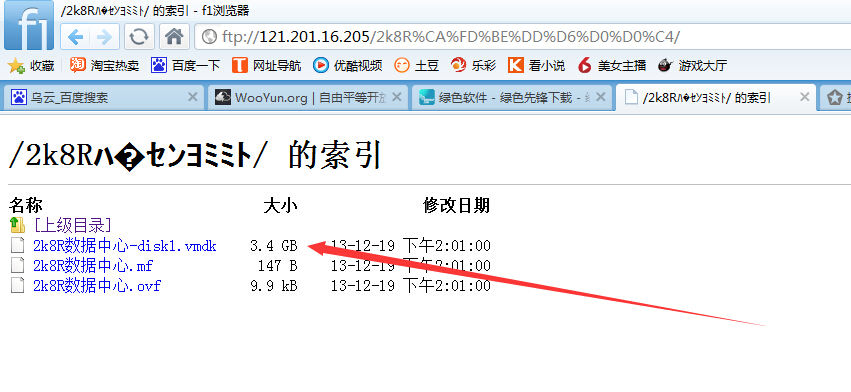 /2k8Rﾊ�ｾﾝﾖﾐﾐﾄ/ 的索引 - f1浏览器
f1
ftp://121.201.16.205/2k8R%CA%FD%BE%DD%D6%D0%D0%C4/
收藏 淘宝热卖 百度一下 网址导航 优酷视频 土豆 乐彩 看小说 美女主播 游戏大厅
乌云_百度搜索 WooYun.org | 自由平等开放 绿色软件 - 绿色先锋下载 - /2k8Rﾊ�ｾﾝﾖﾐﾐﾄ/ 的索引
/2k8Rﾊ�ｾﾝﾖﾐﾐﾄ/ 的索引
名称 大小 修改日期
[上级目录]
2k8R数据中心-disk1.vmdk 3.4 GB 13-12-19 下午2:01:00
2k8R数据中心.mf 147 B 13-12-19 下午2:01:00
2k8R数据中心.ovf 9.9 kB 13-12-19 下午2:01:00